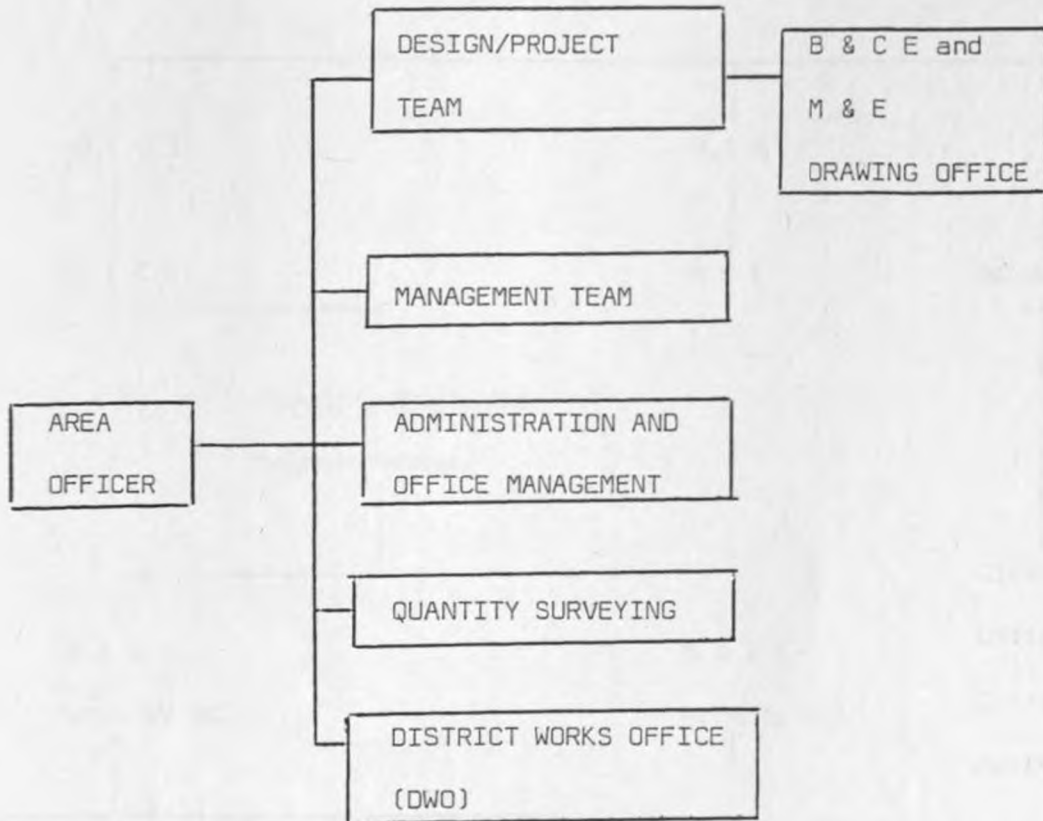 DESIGN/PROJECT
TEAM
B & C E and
M & E
DRAWING OFFICE
MANAGEMENT TEAM
AREA
OFFICER
ADMINISTRATION AND
OFFICE MANAGEMENT
QUANTITY SURVEYING
DISTRICT WORKS OFFICE
(DWO)